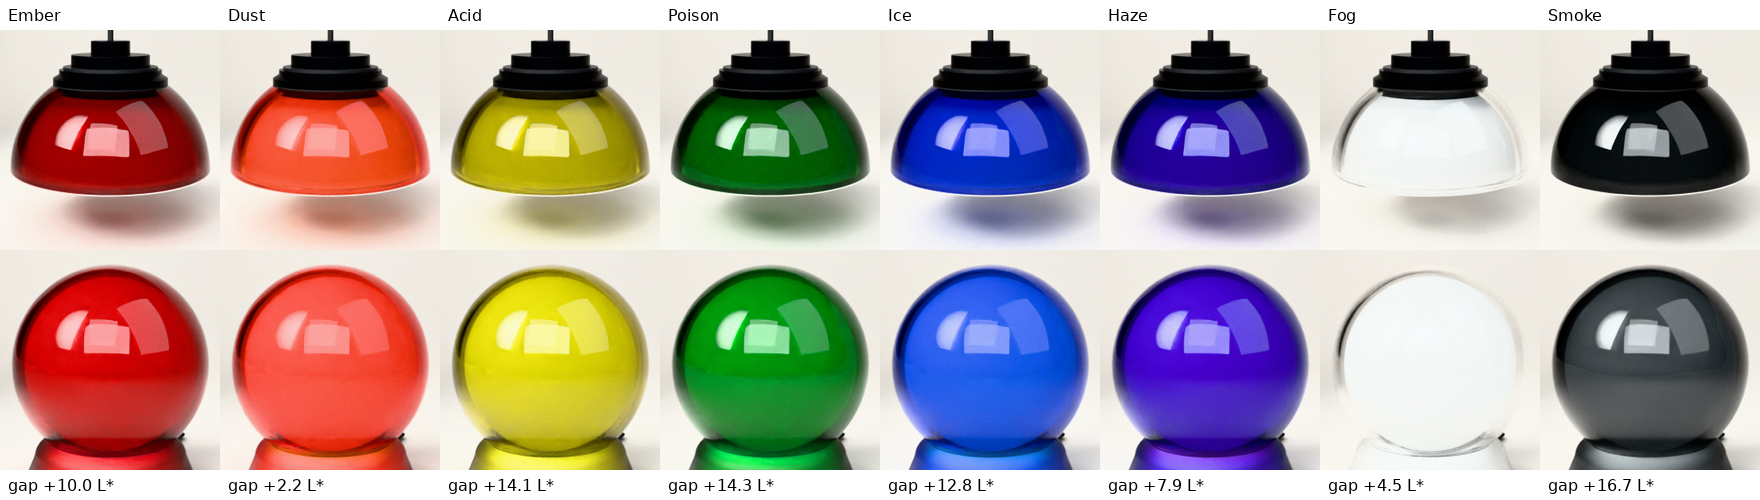 Ember Dust Acid Poison Ice Haze Fog Smoke
gap +10.0 L* gap +2.2 L* gap +14.1 L* gap +14.3 L* gap +12.8 L* gap +7.9 L* gap +4.5 L* gap +16.7 L*